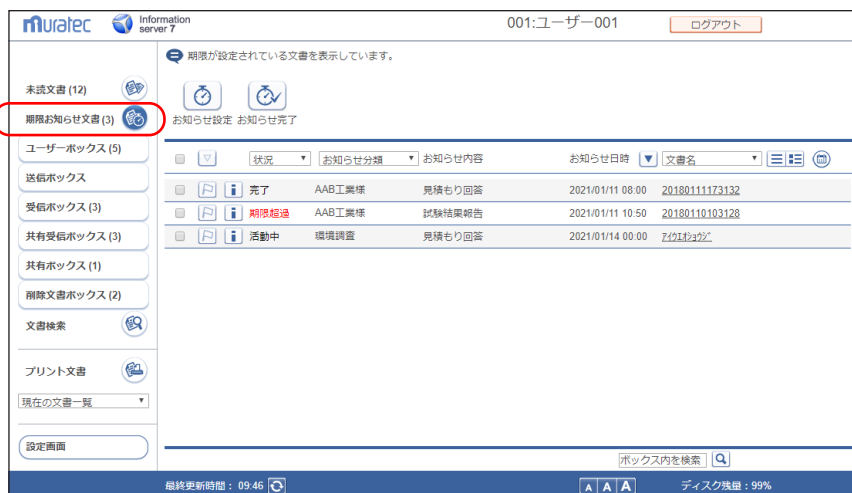 muratec Information server 7
001:ユーザー001 ログアウト
期限が設定されている文書を表示しています。
お知らせ設定 お知らせ完了
未読文書 (12)
期限お知らせ文書 (3)
ユーザーボックス (5)
送信ボックス
受信ボックス (3)
共有受信ボックス (3)
共有ボックス (1)
削除文書ボックス (2)
文書検索
プリント文書
現在の文書一覧
設定画面
状況 お知らせ分類 お知らせ内容 お知らせ日時 文書名
完了 AAB工業様 見積もり回答 2021/01/11 08:00 20180111173132
期限超過 AAB工業様 試験結果報告 2021/01/11 10:50 20180110103128
活動中 環境調査 見積もり回答 2021/01/14 00:00 ｱｲｳｴｵｼｮｳｼﾞ
ボックス内を検索
最終更新時間： 09:46 A A A ディスク残量：99%